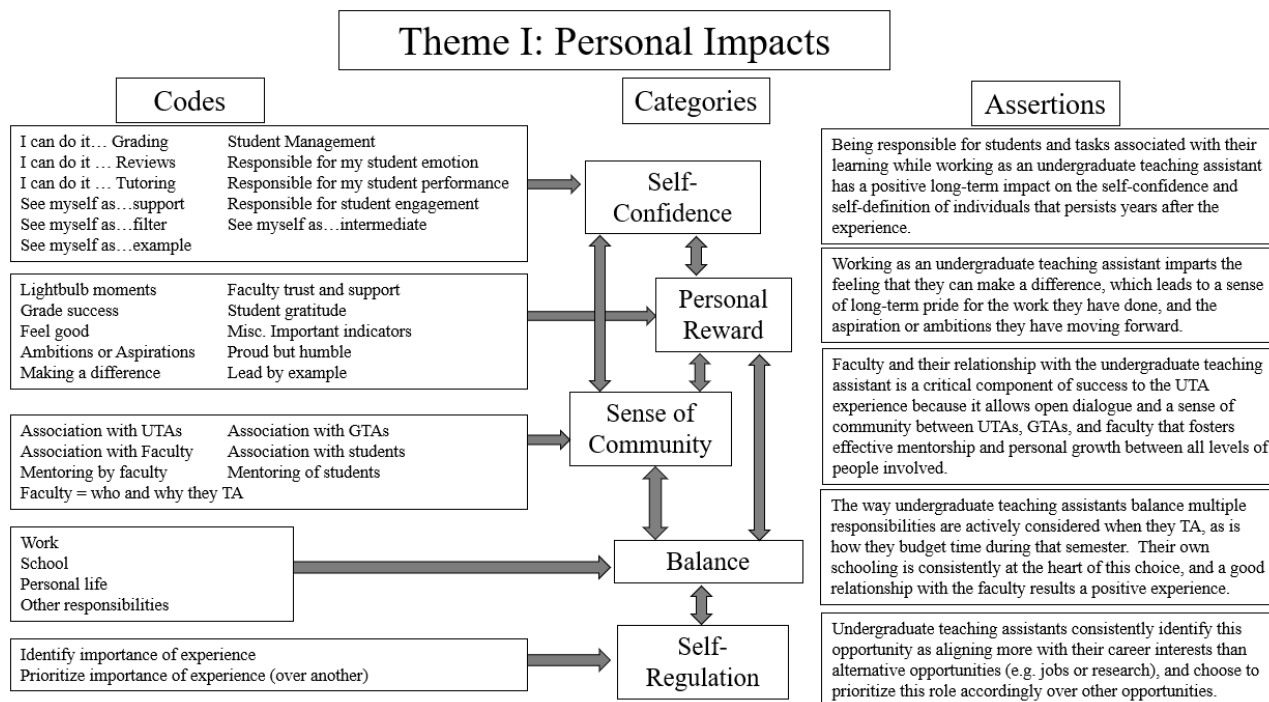 Theme I: Personal Impacts
Codes
Categories
Assertions
I can do it… Grading
Student Management
I can do it … Reviews
Responsible for my student emotion
I can do it … Tutoring
Responsible for my student performance
See myself as…support
Responsible for student engagement
See myself as…filter
See myself as…intermediate
See myself as…example
Self-
Confidence
Being responsible for students and tasks associated with their
learning while working as an undergraduate teaching assistant
has a positive long-term impact on the self-confidence and
self-definition of individuals that persists years after the
experience.
Lightbulb moments
Faculty trust and support
Grade success
Student gratitude
Feel good
Misc. Important indicators
Ambitions or Aspirations
Proud but humble
Making a difference
Lead by example
Personal
Reward
Working as an undergraduate teaching assistant imparts the
feeling that they can make a difference, which leads to a sense
of long-term pride for the work they have done, and the
aspiration or ambitions they have moving forward.
Association with UTAs
Association with GTAs
Association with Faculty
Association with students
Mentoring by faculty
Mentoring of students
Faculty = who and why they TA
Sense of
Community
Faculty and their relationship with the undergraduate teaching
assistant is a critical component of success to the UTA
experience because it allows open dialogue and a sense of
community between UTAs, GTAs, and faculty that fosters
effective mentorship and personal growth between all levels of
people involved.
Work
School
Personal life
Other responsibilities
Balance
The way undergraduate teaching assistants balance multiple
responsibilities are actively considered when they TA, as is
how they budget time during that semester.  Their own
schooling is consistently at the heart of this choice, and a good
relationship with the faculty results a positive experience.
Identify importance of experience
Prioritize importance of experience (over another)
Self-
Regulation
Undergraduate teaching assistants consistently identify this
opportunity as aligning more with their career interests than
alternative opportunities (e.g. jobs or research), and choose to
prioritize this role accordingly over other opportunities.